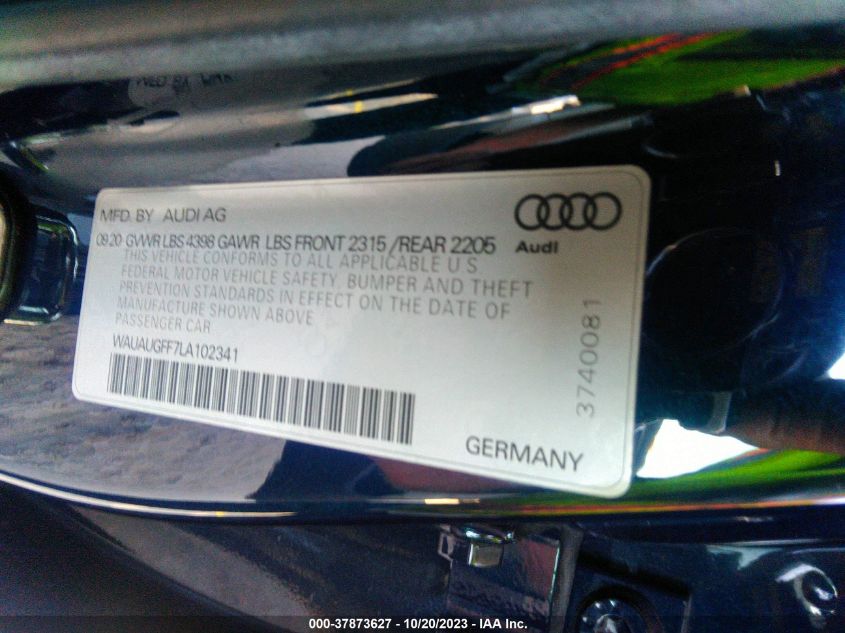 MFD. BY AUDI AG
09.20 GVWR LBS 4398 GAWR LBS FRONT 2315 /REAR 2205
Audi
THIS VEHICLE CONFORMS TO ALL APPLICABLE U S
FEDERAL MOTOR VEHICLE SAFETY, BUMPER AND THEFT
PREVENTION STANDARDS IN EFFECT ON THE DATE OF
MANUFACTURE SHOWN ABOVE
PASSENGER CAR
WAUAUGFF7LA102341
3740081
GERMANY
000-37873627 - 10/20/2023 - IAA Inc.